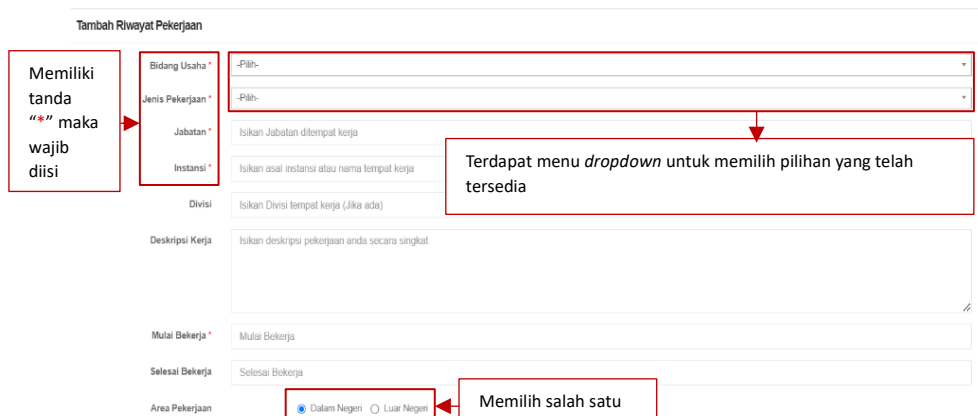 Tambah Riwayat Pekerjaan
Memiliki
tanda
“*” maka
wajib
diisi
Bidang Usaha *
-Pilih-
Jenis Pekerjaan *
-Pilih-
Jabatan *
Isikan Jabatan ditempat kerja
Terdapat menu dropdown untuk memilih pilihan yang telah
tersedia
Instansi *
Isikan asal instansi atau nama tempat kerja
Divisi
Isikan Divisi tempat kerja (Jika ada)
Deskripsi Kerja
Isikan deskripsi pekerjaan anda secara singkat
Mulai Bekerja *
Mulai Bekerja
Selesai Bekerja
Selesai Bekerja
Area Pekerjaan
Dalam Negeri
Luar Negeri
Memilih salah satu